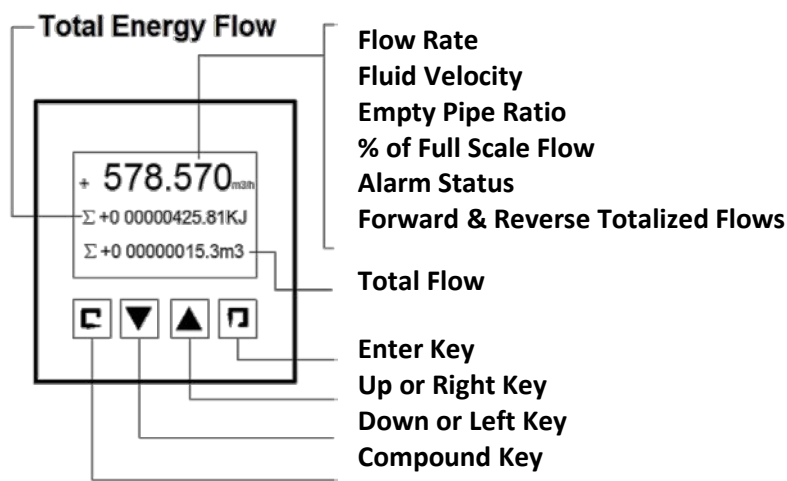 Total Energy Flow
Flow Rate
Fluid Velocity
Empty Pipe Ratio
% of Full Scale Flow
Alarm Status
Forward & Reverse Totalized Flows
+ 578.570m3/h
Σ+0 00000425.81KJ
Σ+0 00000015.3m3
Total Flow
Enter Key
Up or Right Key
Down or Left Key
Compound Key